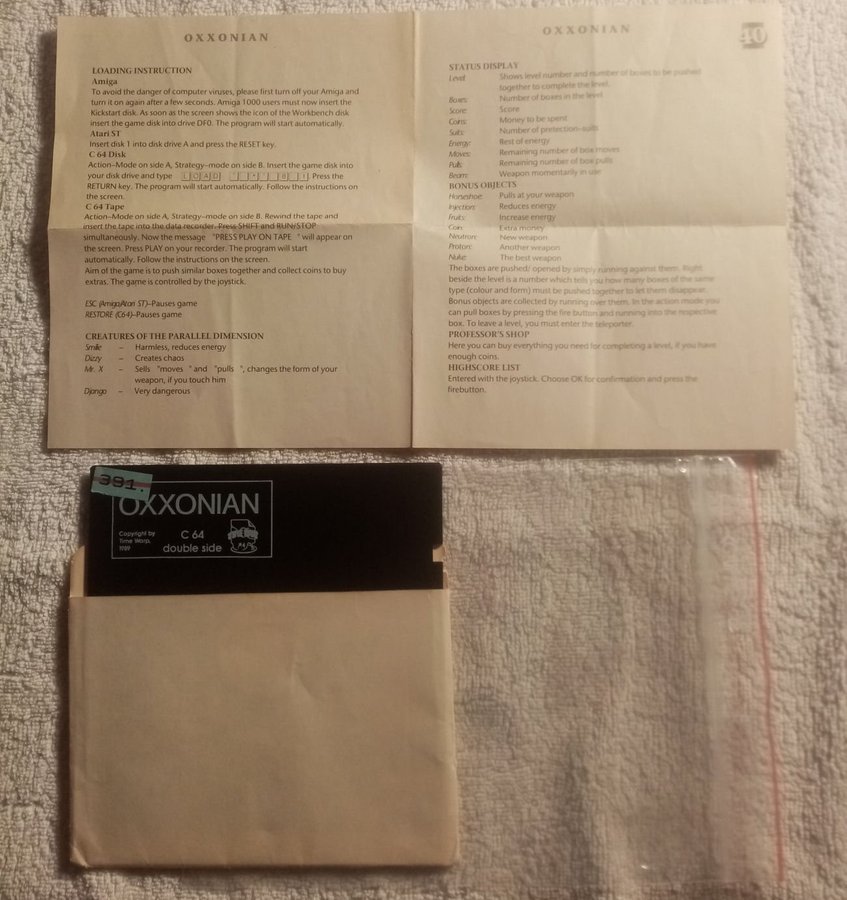 OXXONIAN
LOADING INSTRUCTION
Amiga
To avoid the danger of computer viruses, please first turn off your Amiga and
turn it on again after a few seconds. Amiga 1000 users must now insert the
Kickstart disk. As soon as the screen shows the icon of the Workbench disk
insert the game disk into drive DF0. The program will start automatically.
Atari ST
Insert disk 1 into disk drive A and press the RESET key.
C 64 Disk
Action-Mode on side A, Strategy-mode on side B. Insert the game disk into
your disk drive and type LOAD "*",8,1. Press the
RETURN key. The program will start automatically. Follow the instructions on
the screen.
C 64 Tape
Action-Mode on side A, Strategy-mode on side B. Rewind the tape and
insert the tape into the data recorder. Press SHIFT and RUN/STOP
simultaneously. Now the message "PRESS PLAY ON TAPE " will appear on
the screen. Press PLAY on your recorder. The program will start
automatically. Follow the instructions on the screen.
Aim of the game is to push similar boxes together and collect coins to buy
extras. The game is controlled by the joystick.
ESC (Amiga/Atari ST)-Pauses game
RESTORE (C64)-Pauses game
CREATURES OF THE PARALLEL DIMENSION
Smilie – Harmless, reduces energy
Dizzy – Creates chaos
Mr. X – Sells "moves " and "pulls ", changes the form of your
weapon, if you touch him
Django – Very dangerous
OXXONIAN
40
STATUS DISPLAY
Level: Shows level number and number of boxes to be pushed
together to complete the level.
Boxes: Number of boxes in the level
Score: Score
Coins: Money to be spent
Suits: Number of protection-suits
Energy: Rest of energy
Moves: Remaining number of box moves
Pulls: Remaining number of box pulls
Beam: Weapon momentarily in use
BONUS OBJECTS
Horseshoe: Pulls at your weapon
Injection: Reduces energy
Fruits: Increase energy
Coin: Extra money
Neutron: New weapon
Proton: Another weapon
Nuke: The best weapon
The boxes are pushed/ opened by simply running against them. Right
beside the level is a number which tells you how many boxes of the same
type (colour and form) must be pushed together to let them disappear.
Bonus objects are collected by running over them. In the action mode you
can pull boxes by pressing the fire button and running into the respective
box. To leave a level, you must enter the teleporter.
PROFESSOR'S SHOP
Here you can buy everything you need for completing a level, if you have
enough coins.
HIGHSCORE LIST
Entered with the joystick. Choose OK for confirmation and press the
firebutton.
391.
OXXONIAN
Copyright by
Time Warp,
1989
C 64
double side